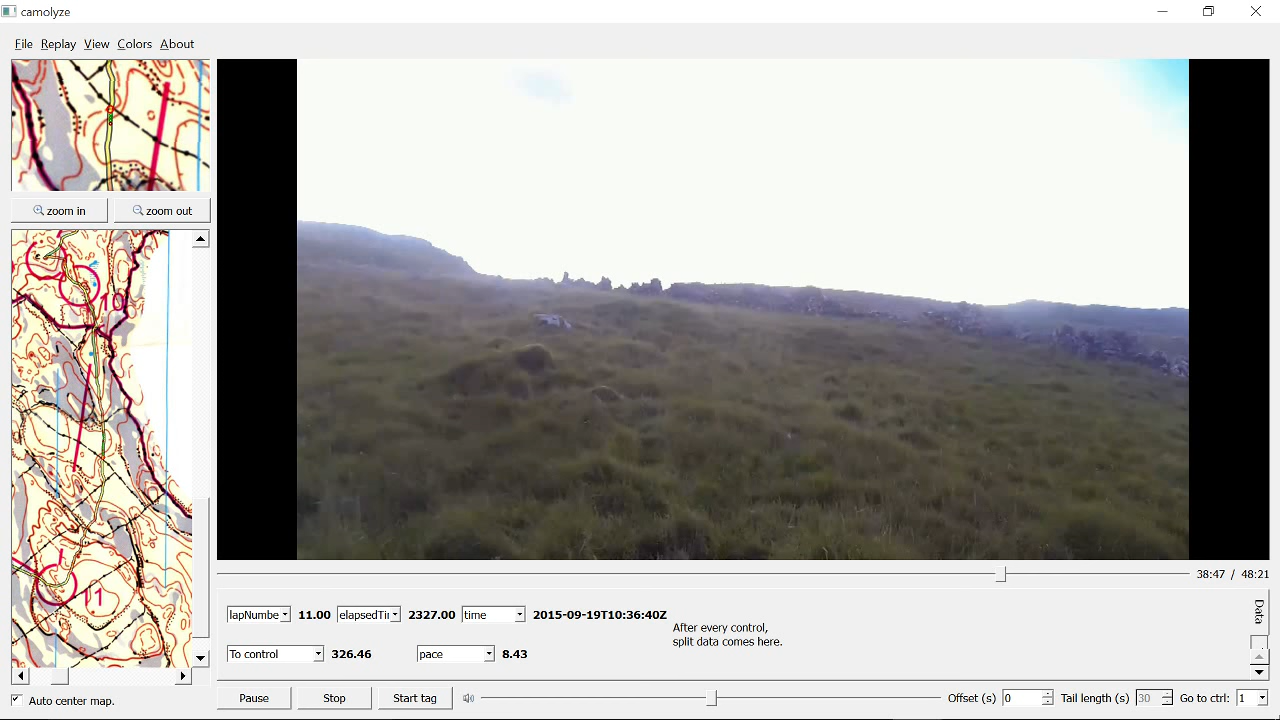 camolyze
File Replay View Colors About
zoom in zoom out
10
11
38:47 / 48:21
lapNumbe 11.00 elapsedTii 2327.00 time 2015-09-19T10:36:40Z
After every control,
split data comes here.
Data
To control 326.46 pace 8.43
Auto center map.
Pause Stop Start tag Offset (s) 0 Tail length (s) 30 Go to ctrl: 1